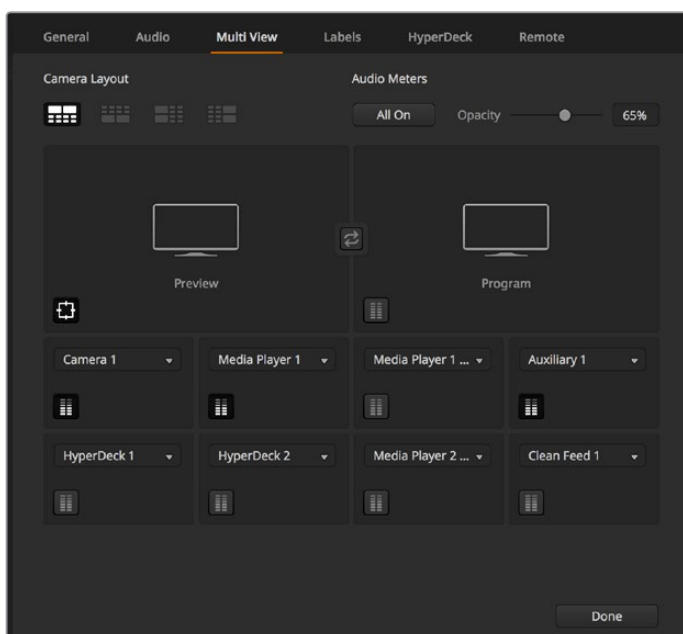 General Audio Multi View Labels HyperDeck Remote
Camera Layout Audio Meters
All On Opacity 65%
Preview Program
Camera 1 Media Player 1 Media Player 1 ... Auxiliary 1
HyperDeck 1 HyperDeck 2 Media Player 2 ... Clean Feed 1
Done